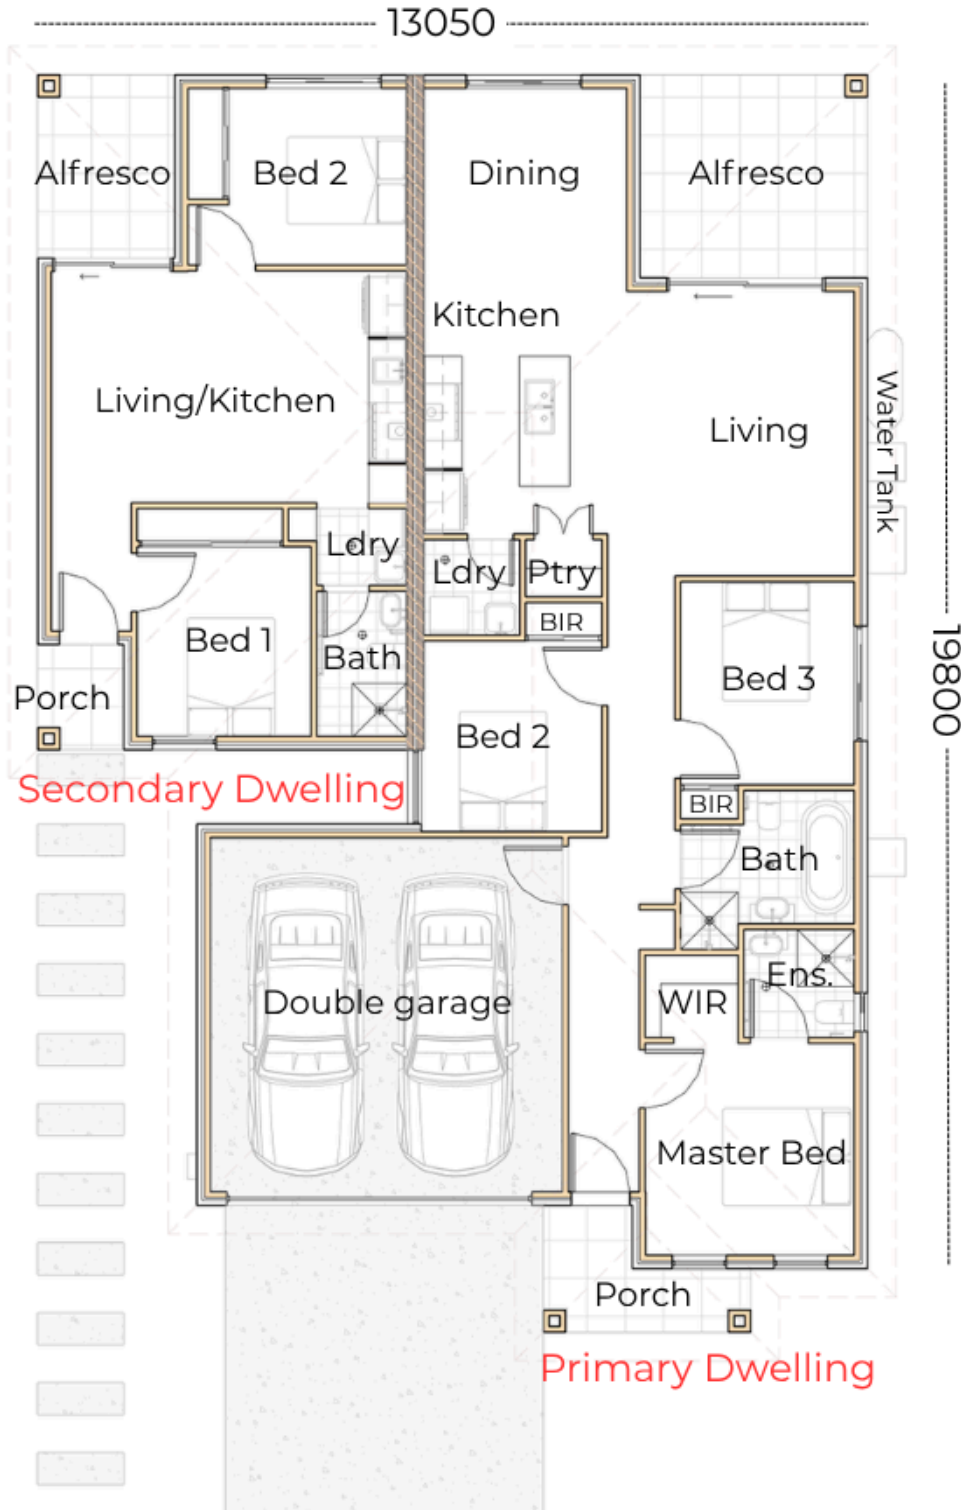 13050
Alfresco
Bed 2
Dining
Alfresco
Kitchen
Living/Kitchen
Living
Water Tank
Ldry
Ldry
Ptry
BIR
Bed 1
Bath
Porch
Bed 2
Bed 3
19800
Secondary Dwelling
BIR
Bath
Double garage
WIR
Ens.
Master Bed
Porch
Primary Dwelling